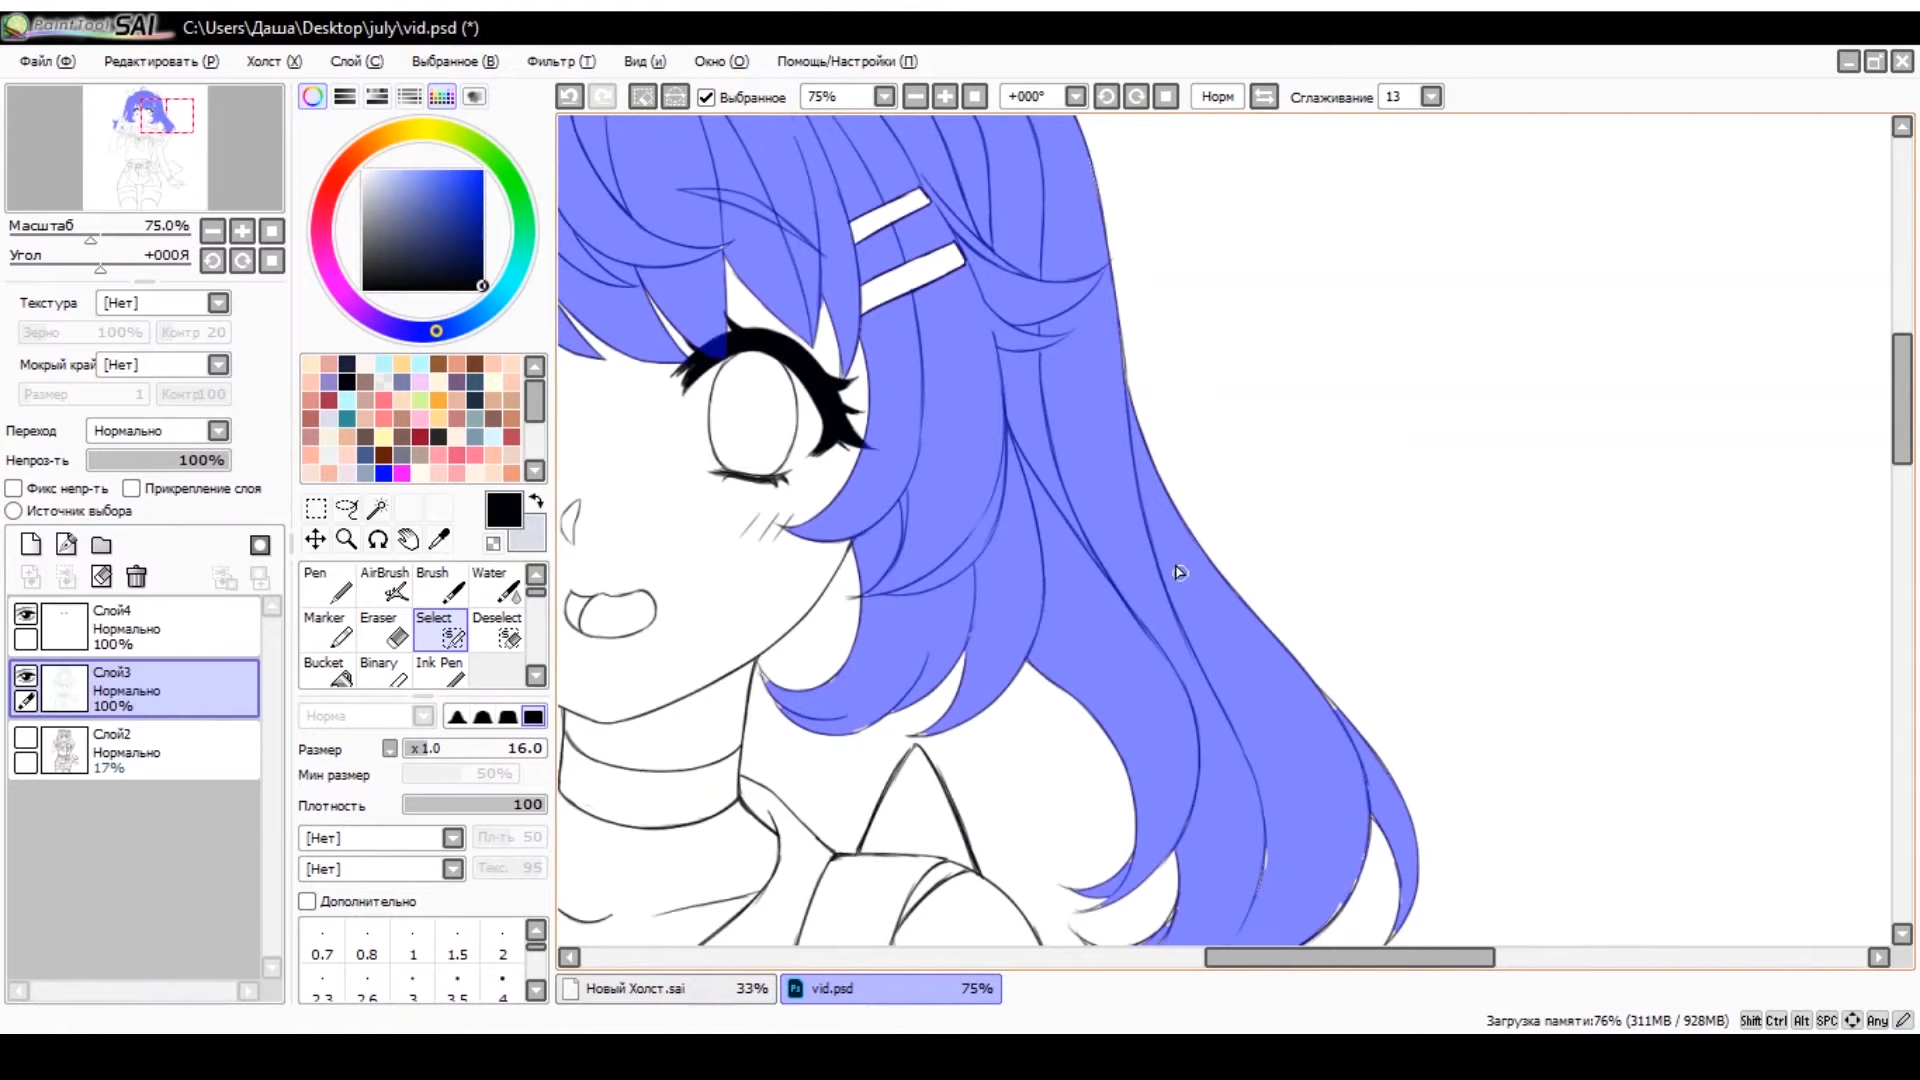 PaintTool SAI C:\Users\Даша\Desktop\july\vid.psd (*)
Файл (Ф) Редактировать (Р) Холст (X) Слой (С) Выбранное (В) Фильтр (Т) Вид (и) Окно (О) Помощь/Настройки (П)
Выбранное 75% +000° Норм Сглаживание 13
Масштаб 75.0%
Угол +000Я
Текстура [Нет]
Зерно 100% Контр 20
Мокрый край [Нет]
Размер 1 Контр100
Переход Нормально
Непроз-ть 100%
Фикс непр-ть Прикрепление слоя
Источник выбора
Слой4
Нормально
100%
Слой3
Нормально
100%
Слой2
Нормально
17%
Pen AirBrush Brush Water
Marker Eraser Select Deselect
Bucket Binary Ink Pen
Норма
Размер x 1.0 16.0
Мин размер 50%
Плотность 100
[Нет] Пл-ть 50
[Нет] Текс. 95
Дополнительно
0.7 0.8 1 1.5 2
2.3 2.6 3 3.5 4
Новый Холст.sai 33% Ps vid.psd 75%
Загрузка памяти:76% (311MB / 928MB) Shift Ctrl Alt SPC Any